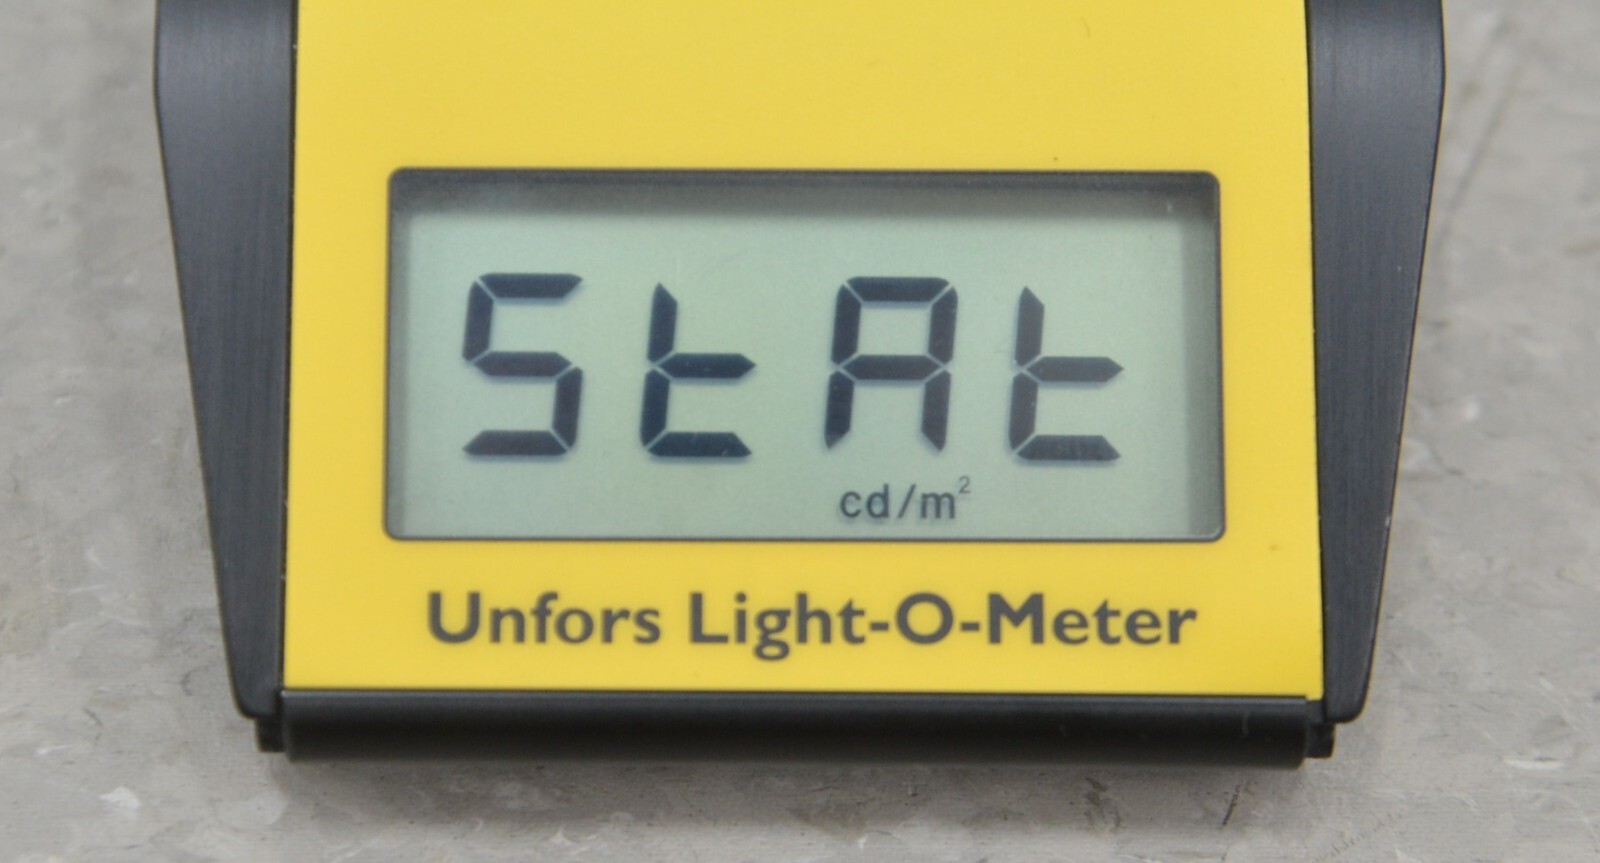 StAt
cd/m²
Unfors Light-O-Meter